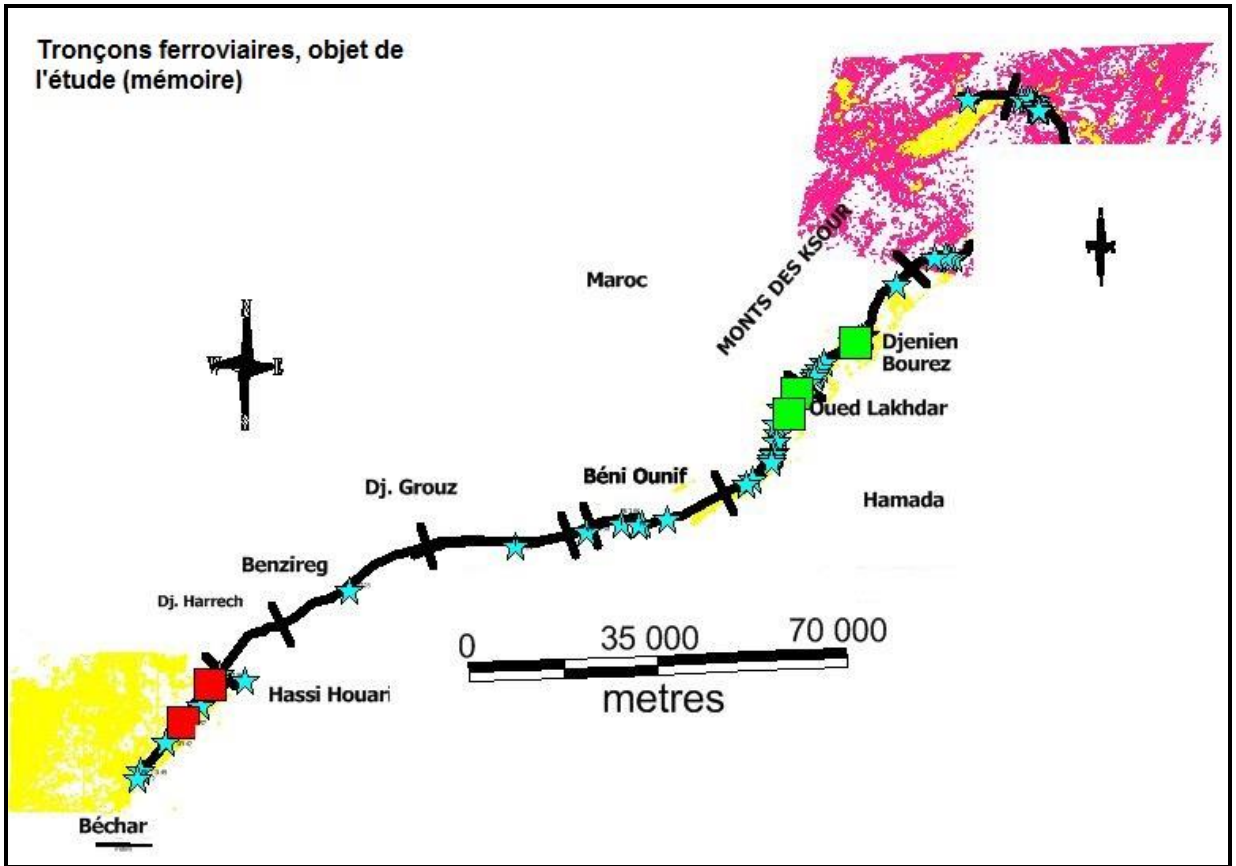 Tronçons ferroviaires, objet de
l'étude (mémoire)
MONTS DES KSOUR
Maroc
N
W E
S
Djenien
Bourez
Oued Lakhdar
Béni Ounif
Dj. Grouz
Hamada
Benzireg
Dj. Harrech
0 35 000 70 000
metres
Hassi Houari
Béchar